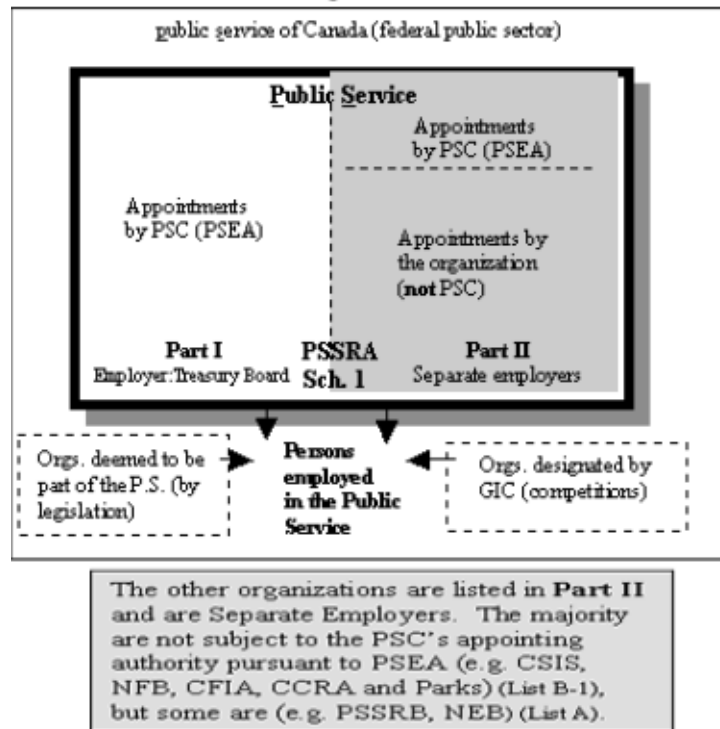 public service of Canada (federal public sector)
Public Service
Appointments
by PSC (PSEA)
Appointments
by PSC (PSEA)
Appointments by
the organization
(not PSC)
Part I
Employer:Treasury Board
PSSRA
Sch. 1
Part II
Separate employers
Orgs. deemed to be
part of the P.S. (by
legislation)
Persons
employed
in the Public
Service
Orgs. designated by
GIC (competitions)
The other organizations are listed in Part II
and are Separate Employers. The majority
are not subject to the PSC's appointing
authority pursuant to PSEA (e.g. CSIS,
NFB, CFIA, CCRA and Parks) (List B-1),
but some are (e.g. PSSRB, NEB) (List A).